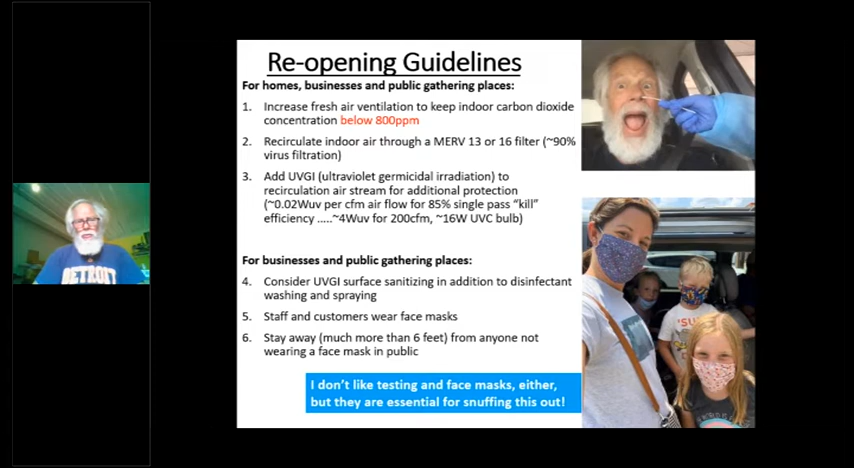 Re-opening Guidelines
For homes, businesses and public gathering places:
1. Increase fresh air ventilation to keep indoor carbon dioxide
concentration below 800ppm
2. Recirculate indoor air through a MERV 13 or 16 filter (~90%
virus filtration)
3. Add UVGI (ultraviolet germicidal irradiation) to
recirculation air stream for additional protection
(~0.02Wuv per cfm air flow for 85% single pass “kill”
efficiency .....~4Wuv for 200cfm, ~16W UVC bulb)
For businesses and public gathering places:
4. Consider UVGI surface sanitizing in addition to disinfectant
washing and spraying
5. Staff and customers wear face masks
6. Stay away (much more than 6 feet) from anyone not
wearing a face mask in public
I don’t like testing and face masks, either,
but they are essential for snuffing this out!
DETROIT